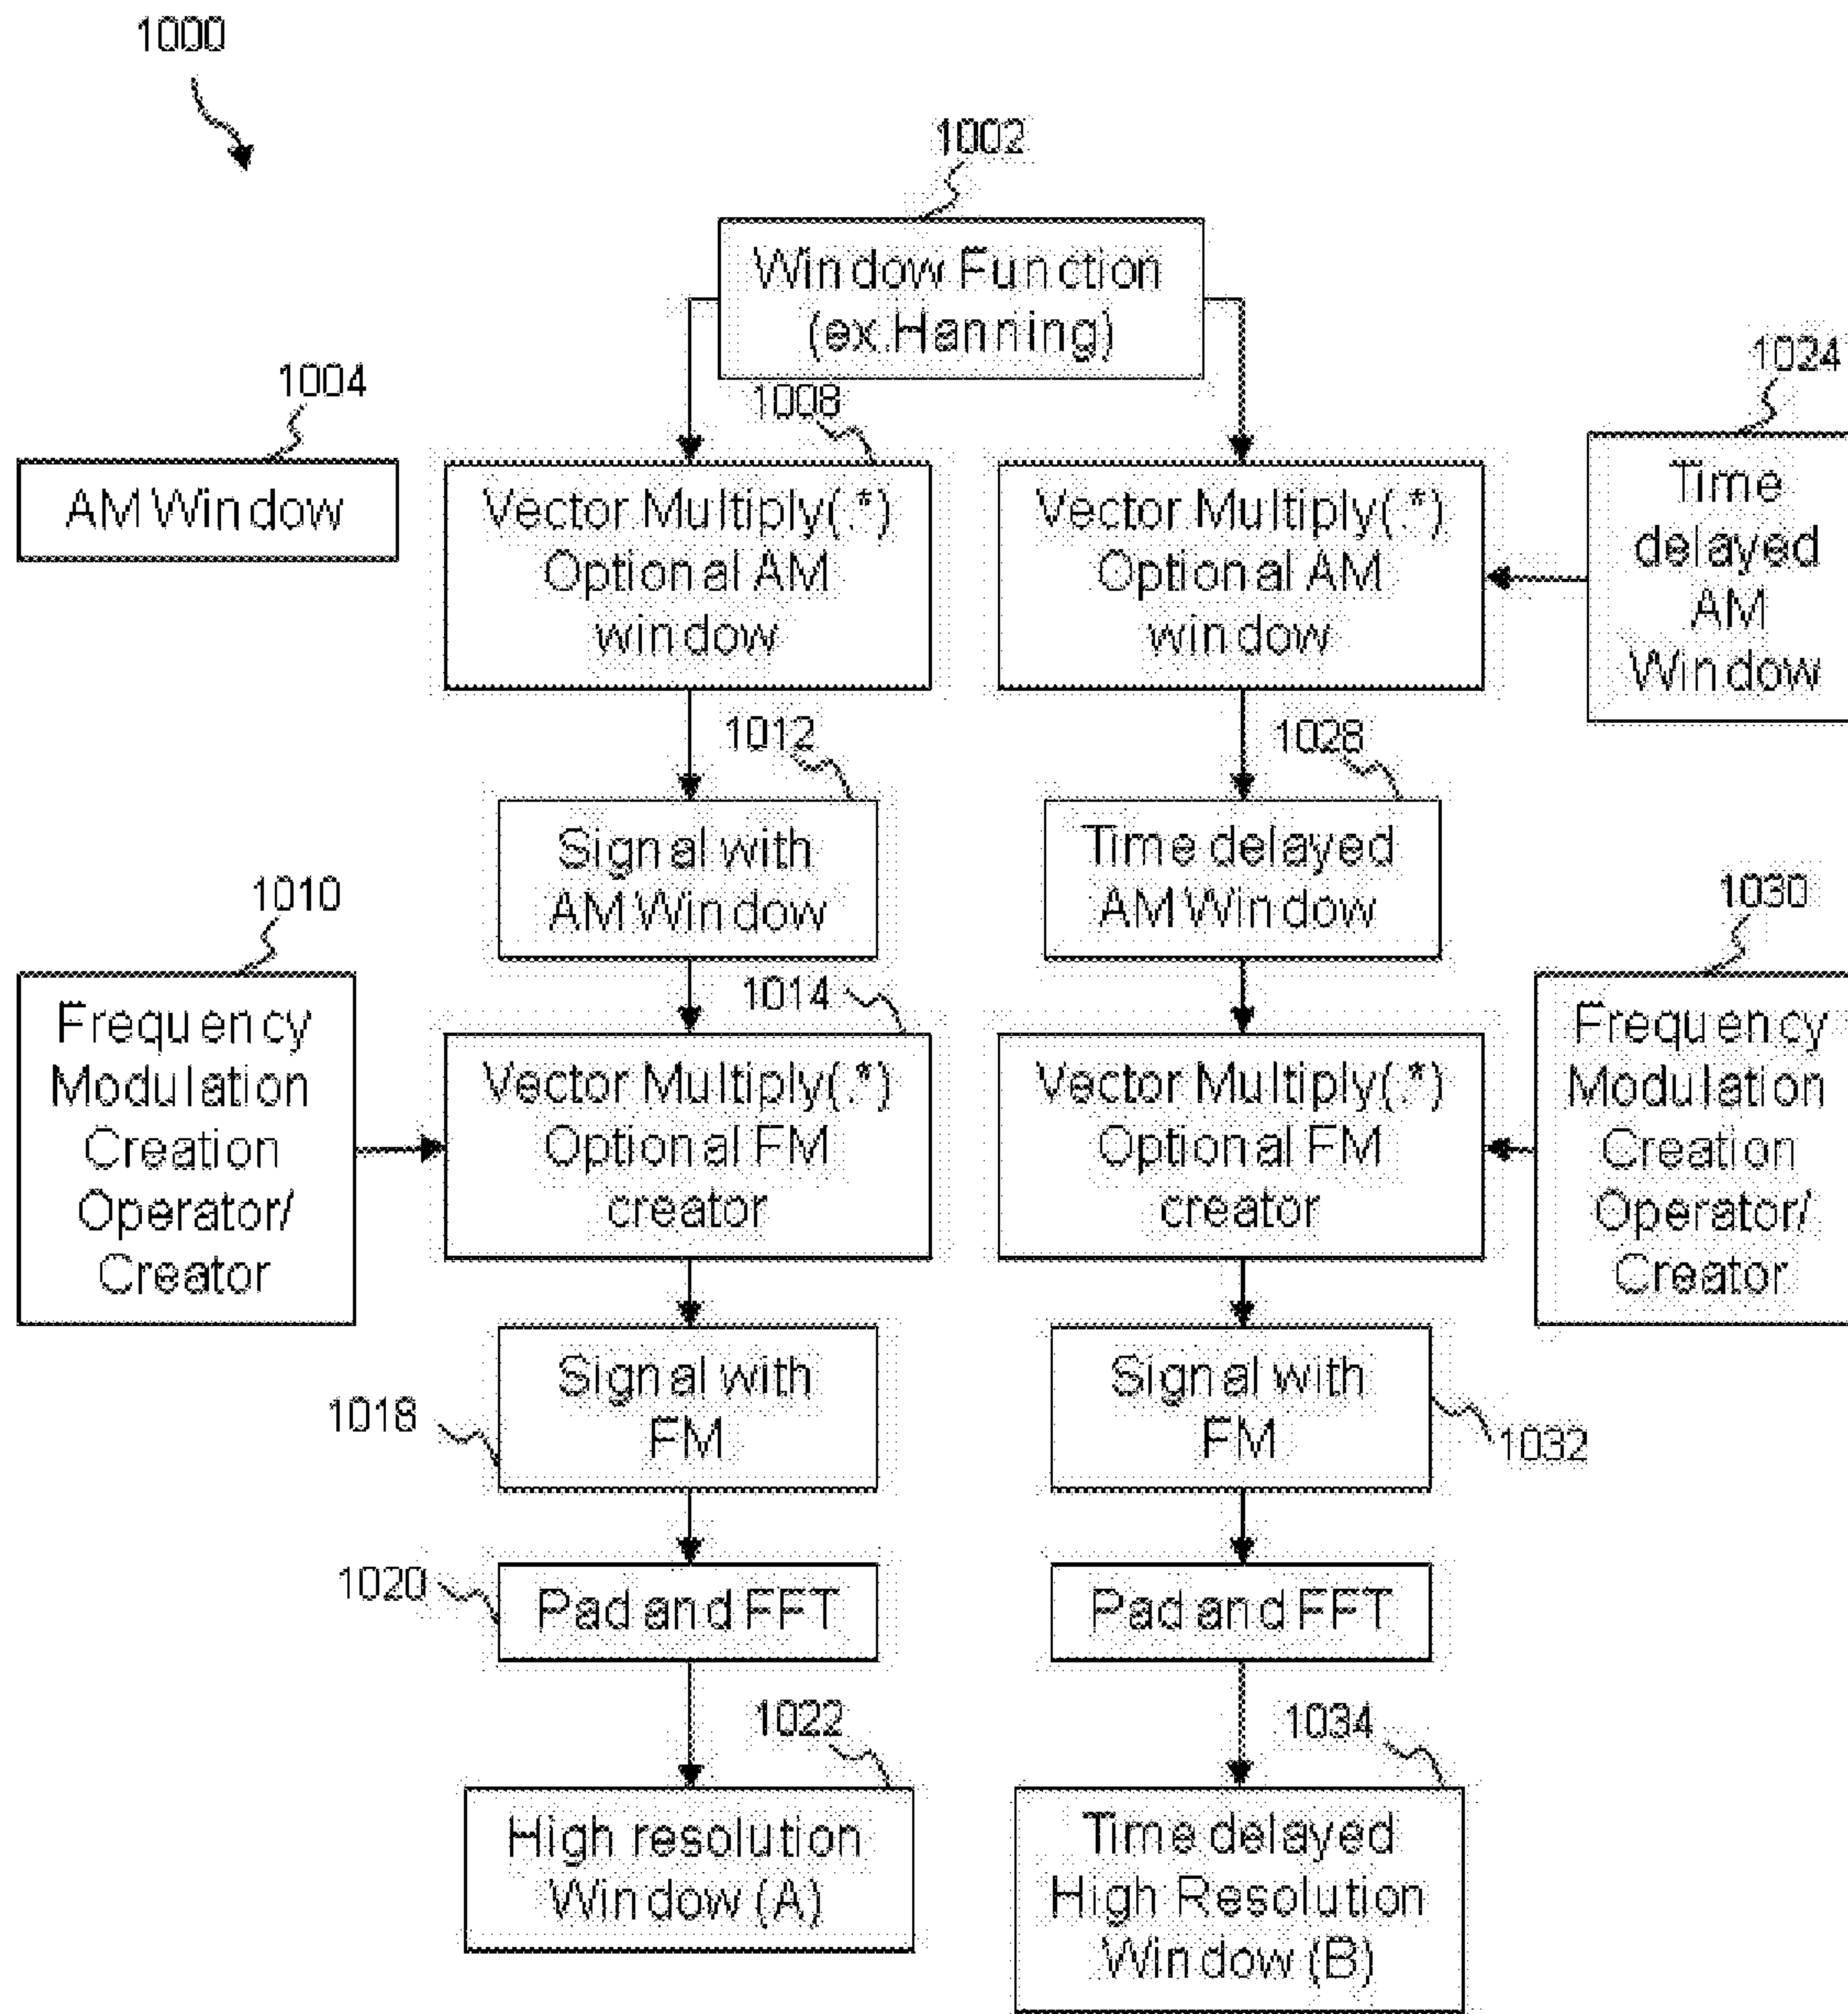 1000
1002
Window Function
(ex.Hanning)
1004
AM Window
1008
Vector Multiply(.*)
Optional AM
window
Vector Multiply(.*)
Optional AM
window
1024
Time
delayed
AM
Window
1012
Signal with
AM Window
1028
Time delayed
AM Window
1010
Frequency
Modulation
Creation
Operator/
Creator
1014
Vector Multiply(.*)
Optional FM
creator
Vector Multiply(.*)
Optional FM
creator
1030
Frequency
Modulation
Creation
Operator/
Creator
1018
Signal with
FM
Signal with
FM
1032
1020
Pad and FFT
Pad and FFT
1022
High resolution
Window (A)
1034
Time delayed
High Resolution
Window (B)